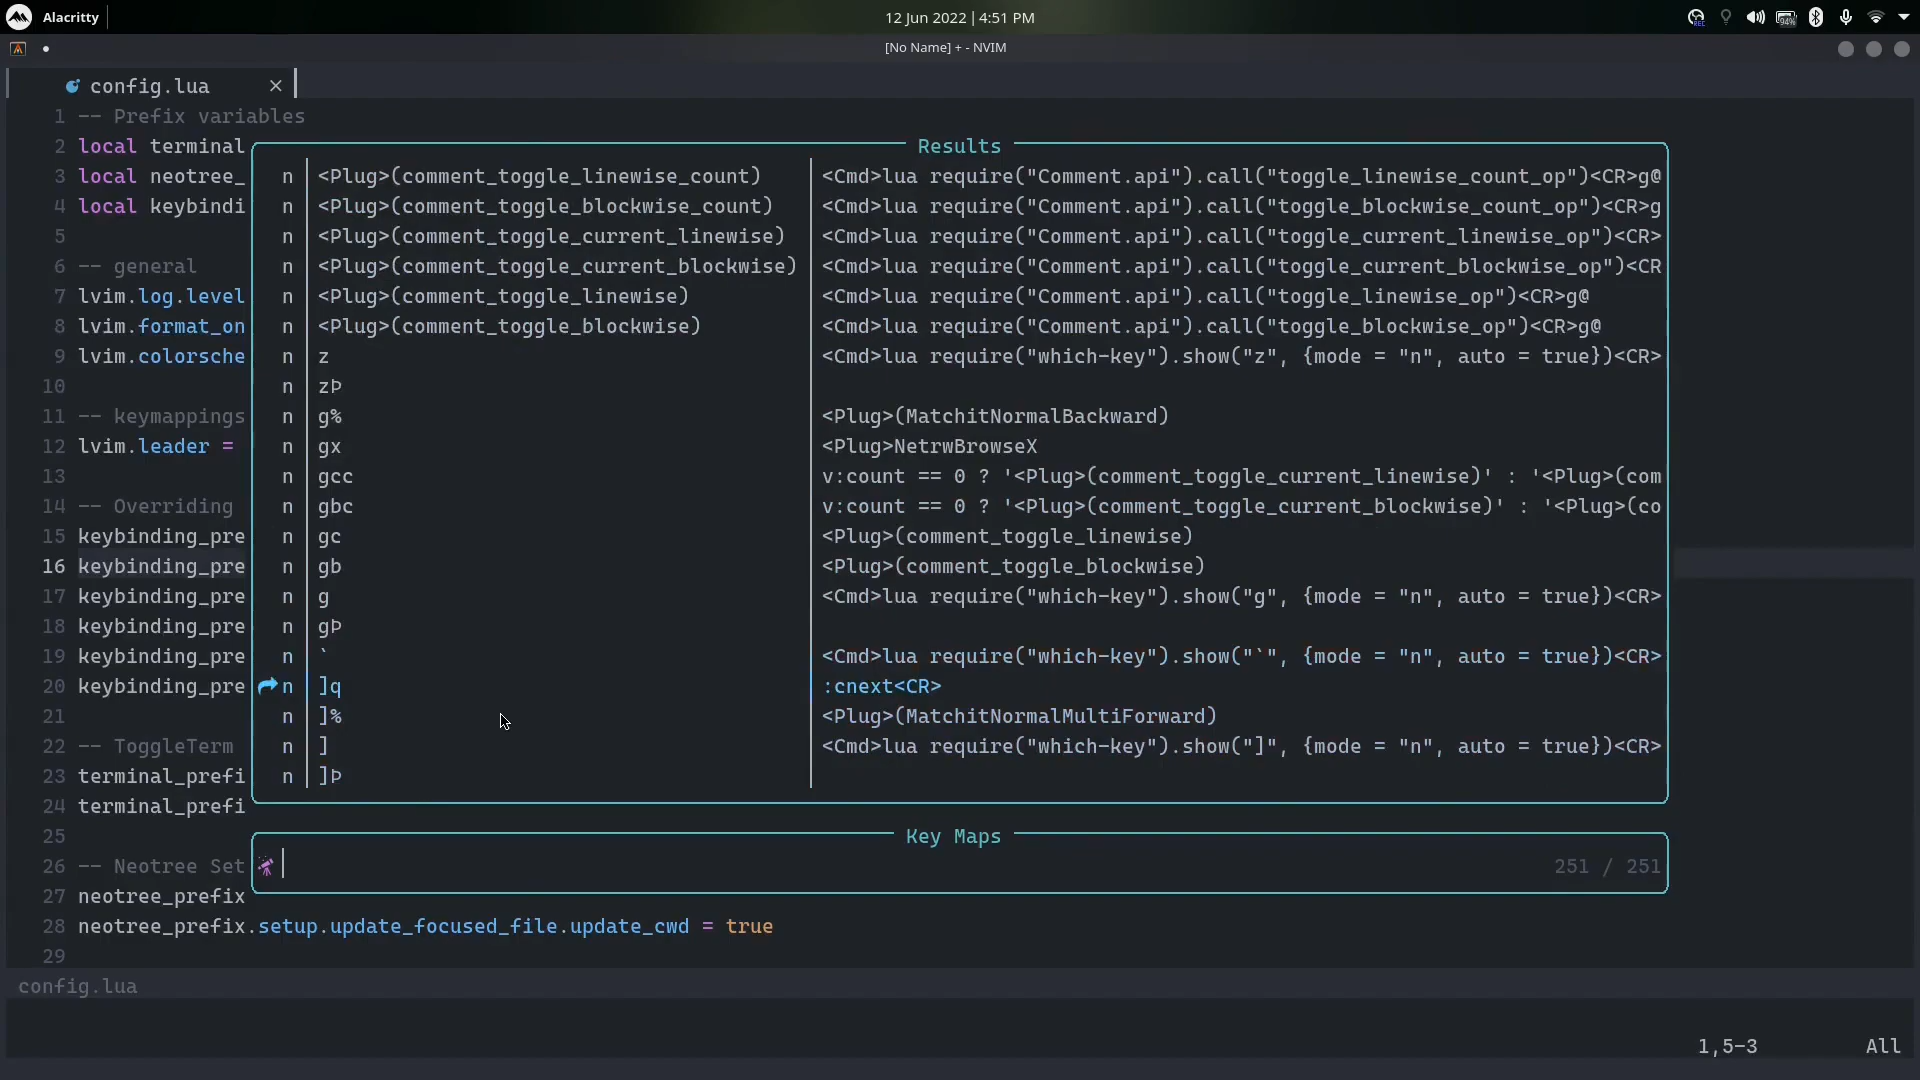 Alacritty
12 Jun 2022 | 4:51 PM
REC
94%
[No Name] + - NVIM
config.lua
1 -- Prefix variables
2 local terminal
3 local neotree_
4 local keybindi
5
6 -- general
7 lvim.log.level
8 lvim.format_on
9 lvim.colorsche
10
11 -- keymappings
12 lvim.leader =
13
14 -- Overriding
15 keybinding_pre
16 keybinding_pre
17 keybinding_pre
18 keybinding_pre
19 keybinding_pre
20 keybinding_pre
21
22 -- ToggleTerm
23 terminal_prefi
24 terminal_prefi
25
26 -- Neotree Set
27 neotree_prefix
28 neotree_prefix.setup.update_focused_file.update_cwd = true
29
Results
n <Plug>(comment_toggle_linewise_count) <Cmd>lua require("Comment.api").call("toggle_linewise_count_op")<CR>g@
n <Plug>(comment_toggle_blockwise_count) <Cmd>lua require("Comment.api").call("toggle_blockwise_count_op")<CR>g
n <Plug>(comment_toggle_current_linewise) <Cmd>lua require("Comment.api").call("toggle_current_linewise_op")<CR>
n <Plug>(comment_toggle_current_blockwise) <Cmd>lua require("Comment.api").call("toggle_current_blockwise_op")<CR
n <Plug>(comment_toggle_linewise) <Cmd>lua require("Comment.api").call("toggle_linewise_op")<CR>g@
n <Plug>(comment_toggle_blockwise) <Cmd>lua require("Comment.api").call("toggle_blockwise_op")<CR>g@
n z <Cmd>lua require("which-key").show("z", {mode = "n", auto = true})<CR>
n zÞ
n g% <Plug>(MatchitNormalBackward)
n gx <Plug>NetrwBrowseX
n gcc v:count == 0 ? '<Plug>(comment_toggle_current_linewise)' : '<Plug>(com
n gbc v:count == 0 ? '<Plug>(comment_toggle_current_blockwise)' : '<Plug>(co
n gc <Plug>(comment_toggle_linewise)
n gb <Plug>(comment_toggle_blockwise)
n g <Cmd>lua require("which-key").show("g", {mode = "n", auto = true})<CR>
n gÞ
n ` <Cmd>lua require("which-key").show("`", {mode = "n", auto = true})<CR>
n ]q :cnext<CR>
n ]% <Plug>(MatchitNormalMultiForward)
n ] <Cmd>lua require("which-key").show("]", {mode = "n", auto = true})<CR>
n ]Þ
Key Maps
251 / 251
config.lua
1,5-3 All